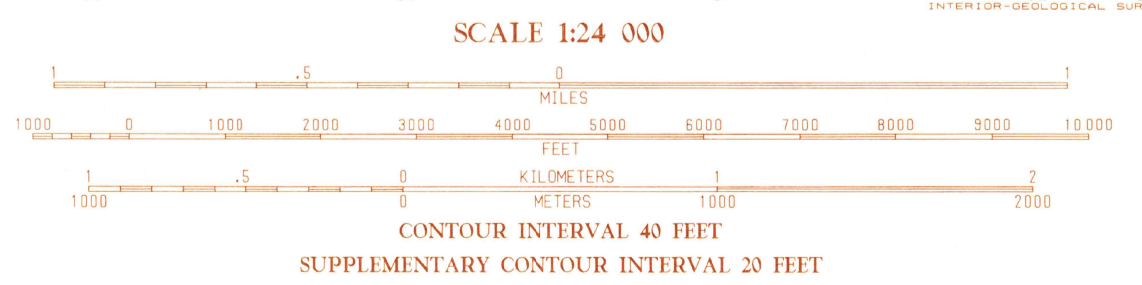 INTERIOR-GEOLOGICAL SUR
SCALE 1:24 000
1 .5 0 1
MILES
1000 0 1000 2000 3000 4000 5000 6000 7000 8000 9000 10 000
FEET
1 .5 0 KILOMETERS 1 2
1000 0 METERS 1000 2000
CONTOUR INTERVAL 40 FEET
SUPPLEMENTARY CONTOUR INTERVAL 20 FEET